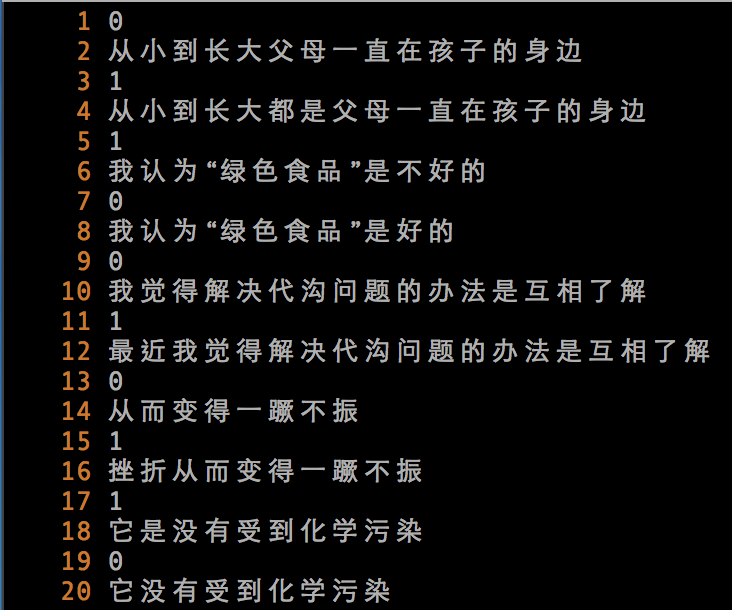 1 0
2 从小到长大父母一直在孩子的身边
3 1
4 从小到长大都是父母一直在孩子的身边
5 1
6 我认为“绿色食品”是不好的
7 0
8 我认为“绿色食品”是好的
9 0
10 我觉得解决代沟问题的办法是互相了解
11 1
12 最近我觉得解决代沟问题的办法是互相了解
13 0
14 从而变得一蹶不振
15 1
16 挫折从而变得一蹶不振
17 1
18 它是没有受到化学污染
19 0
20 它没有受到化学污染